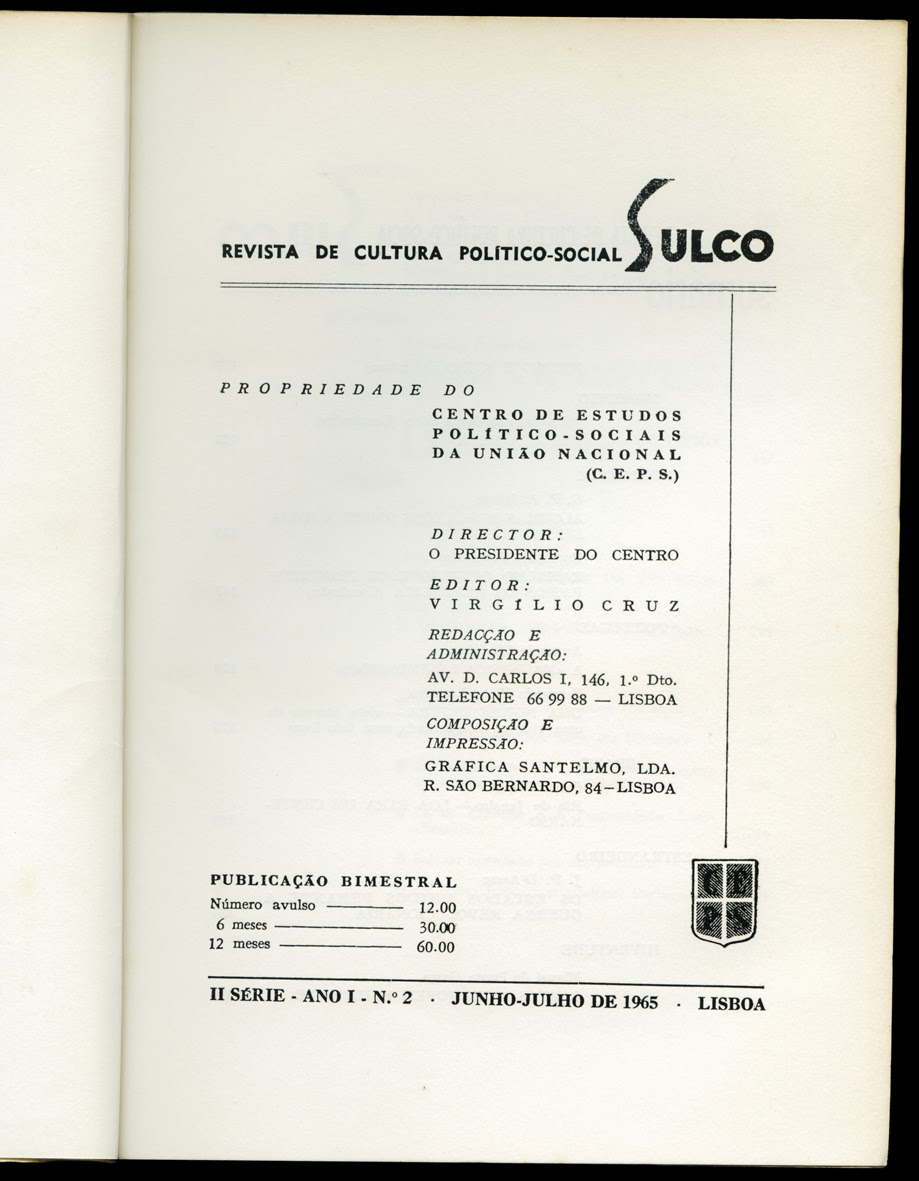 REVISTA DE CULTURA POLÍTICO-SOCIAL SULCO
PROPRIEDADE DO
CENTRO DE ESTUDOS
POLÍTICO-SOCIAIS
DA UNIÃO NACIONAL
(C. E. P. S.)
DIRECTOR:
O PRESIDENTE DO CENTRO
EDITOR:
VIRGÍLIO CRUZ
REDACÇÃO E
ADMINISTRAÇÃO:
AV. D. CARLOS I, 146, 1.º Dto.
TELEFONE 66 99 88 — LISBOA
COMPOSIÇÃO E
IMPRESSÃO:
GRÁFICA SANTELMO, LDA.
R. SÃO BERNARDO, 84—LISBOA
PUBLICAÇÃO BIMESTRAL
Número avulso ——— 12.00
6 meses ——— 30.00
12 meses ——— 60.00
C E
P S
II SÉRIE - ANO I - N.º 2 · JUNHO-JULHO DE 1965 · LISBOA